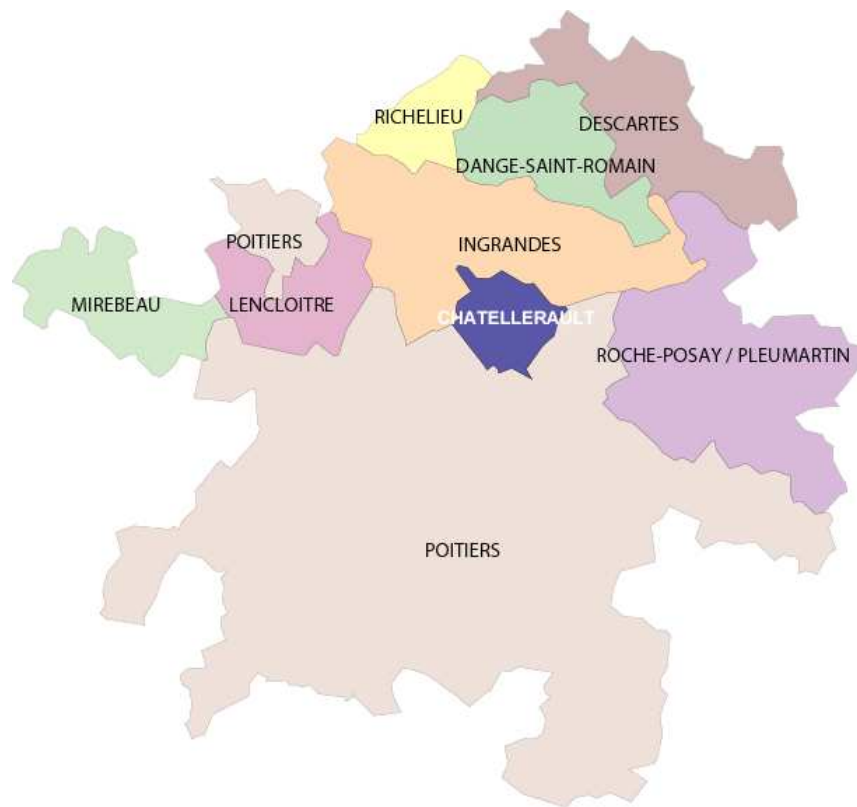 RICHELIEU
DESCARTES
DANGE-SAINT-ROMAIN
POITIERS
INGRANDES
MIREBEAU
LENCLOITRE
CHATELLERAULT
ROCHE-POSAY / PLEUMARTIN
POITIERS